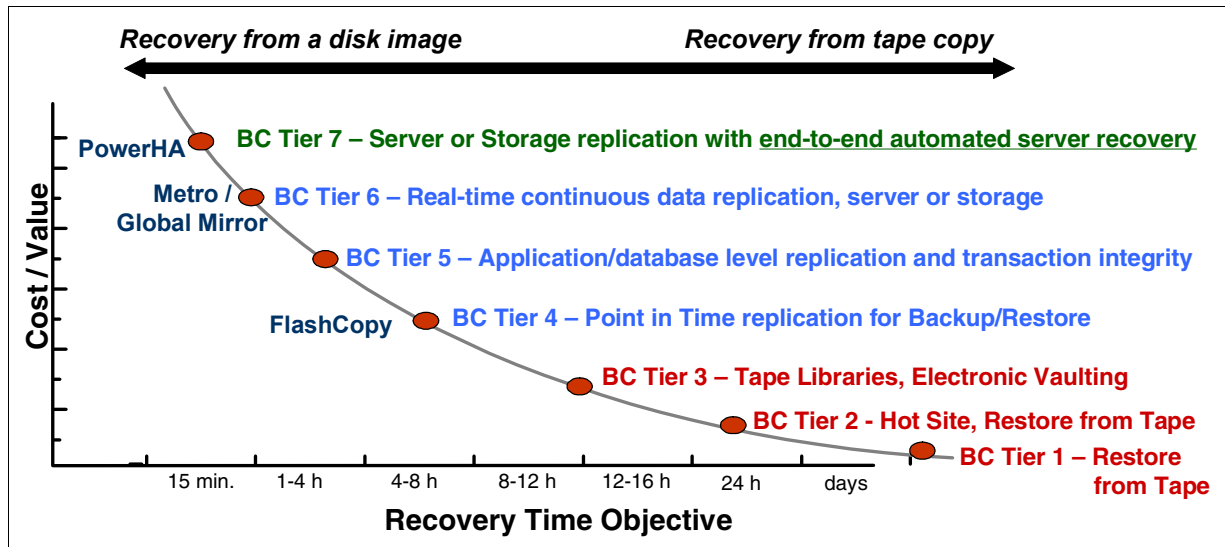 Recovery from a disk image
Recovery from tape copy
PowerHA
BC Tier 7 – Server or Storage replication with end-to-end automated server recovery
Metro /
Global Mirror
BC Tier 6 – Real-time continuous data replication, server or storage
BC Tier 5 – Application/database level replication and transaction integrity
FlashCopy
BC Tier 4 – Point in Time replication for Backup/Restore
BC Tier 3 – Tape Libraries, Electronic Vaulting
BC Tier 2 - Hot Site, Restore from Tape
BC Tier 1 – Restore
from Tape
Cost / Value
15 min.
1-4 h
4-8 h
8-12 h
12-16 h
24 h
days
Recovery Time Objective